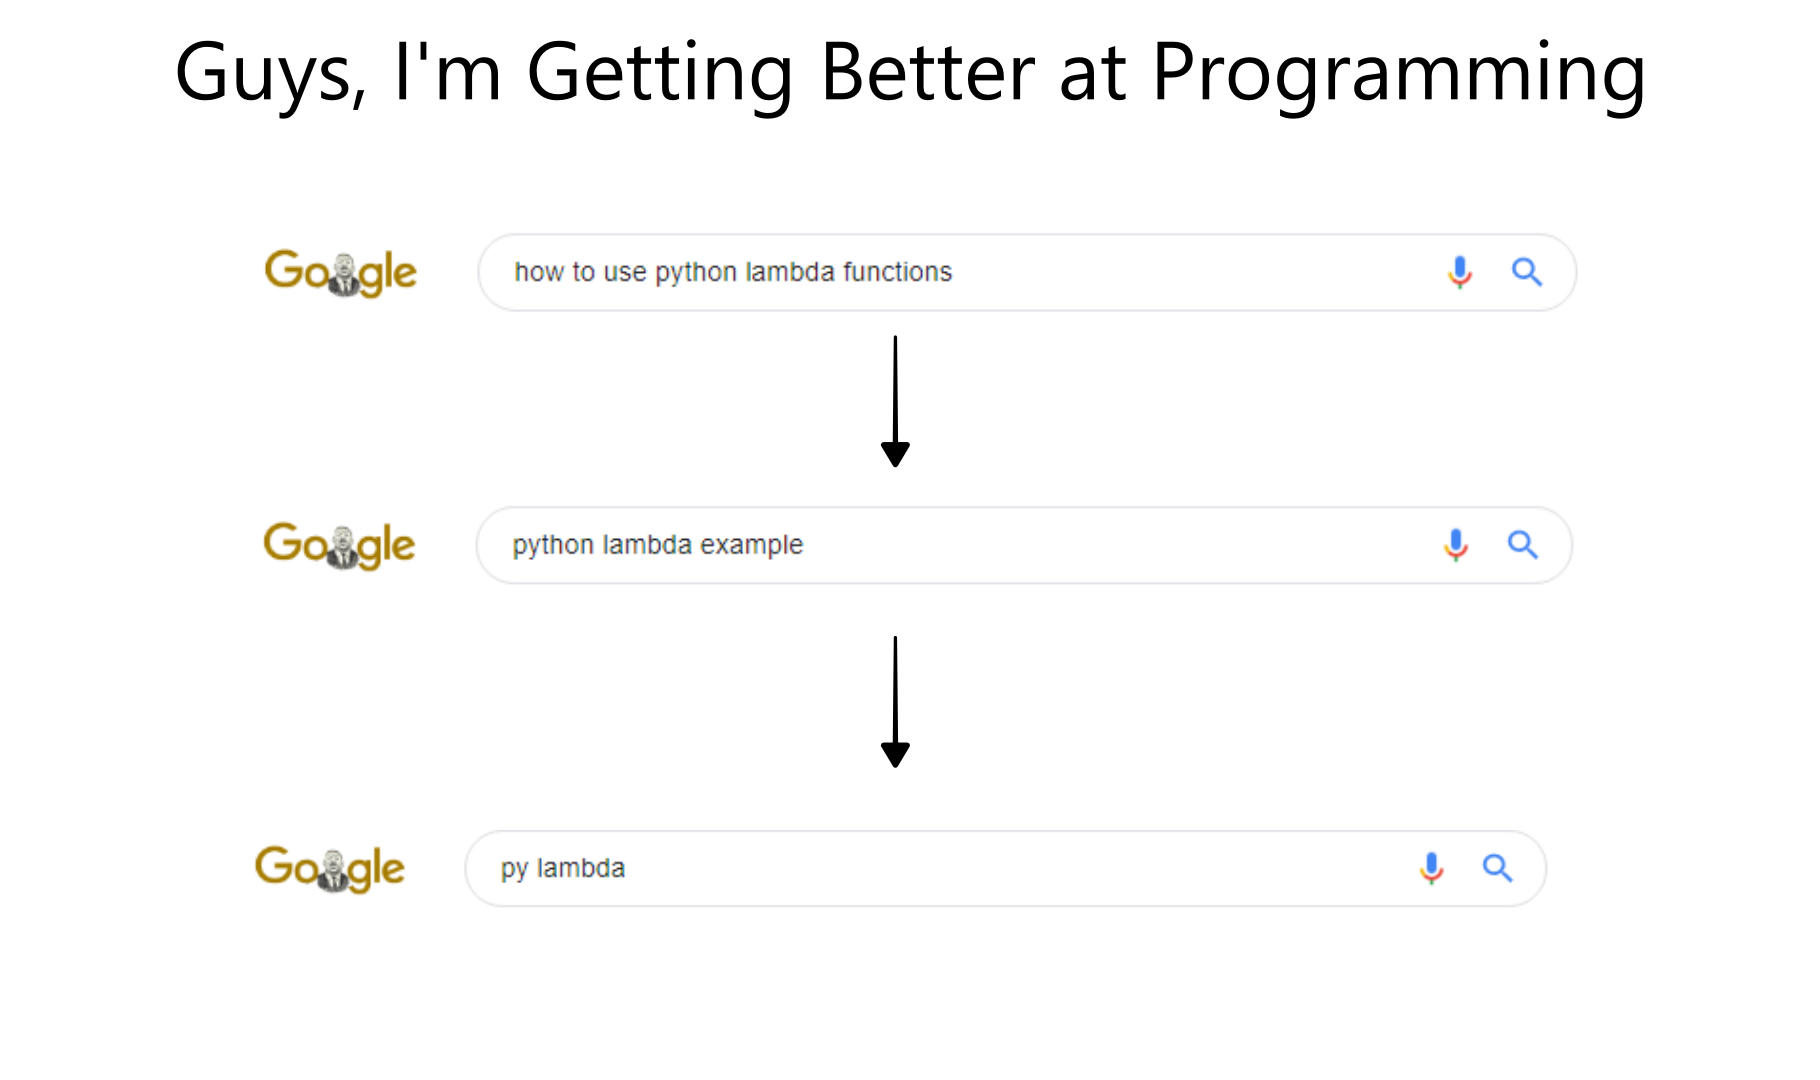 Guys, I'm Getting Better at Programming
Google how to use python lambda functions
Google python lambda example
Google py lambda